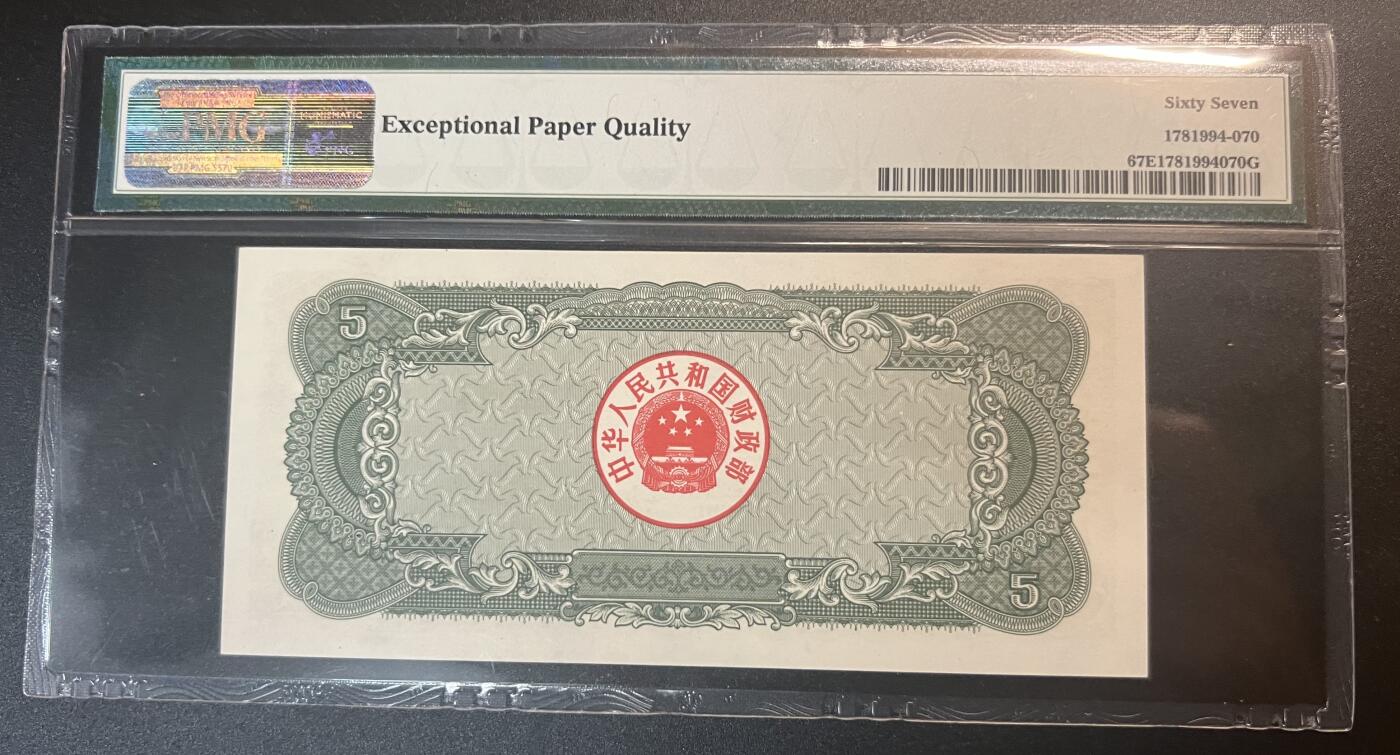 PMG
NUMISMATIC
Exceptional Paper Quality
Sixty Seven
1781994-070
67E1781994070G
5
中华人民共和国财政部
5